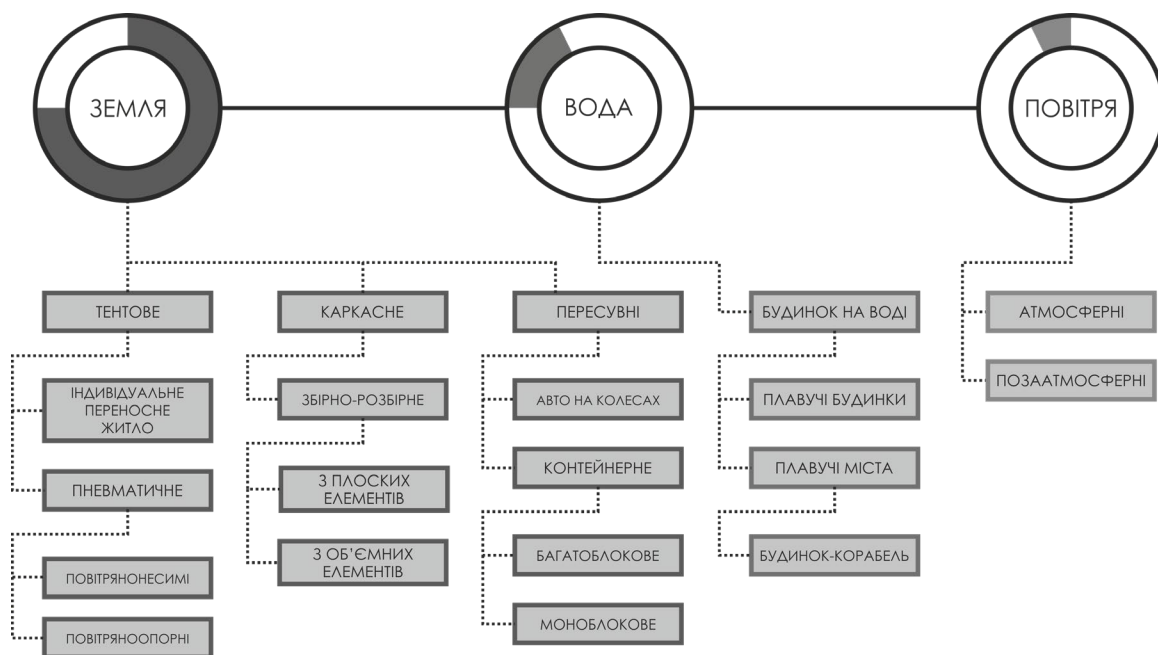 ЗЕМЛЯ
ВОДА
ПОВІТРЯ
ТЕНТОВЕ
ІНДИВІДУАЛЬНЕ
ПЕРЕНОСНЕ
ЖИТЛО
ПНЕВМАТИЧНЕ
ПОВІТРЯНОНЕСИМІ
ПОВІТРЯНООПОРНІ
КАРКАСНЕ
ЗБІРНО-РОЗБІРНЕ
З ПЛОСКИХ
ЕЛЕМЕНТІВ
З ОБ’ЄМНИХ
ЕЛЕМЕНТІВ
ПЕРЕСУВНІ
АВТО НА КОЛЕСАХ
КОНТЕЙНЕРНЕ
БАГАТОБЛОКОВЕ
МОНОБЛОКОВЕ
БУДИНОК НА ВОДІ
ПЛАВУЧІ БУДИНКИ
ПЛАВУЧІ МІСТА
БУДИНОК-КОРАБЕЛЬ
АТМОСФЕРНІ
ПОЗААТМОСФЕРНІ